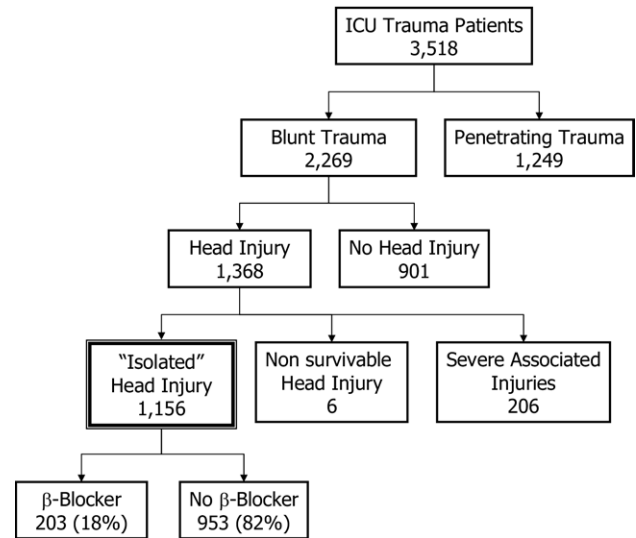 ICU Trauma Patients
3,518
Blunt Trauma
2,269
Penetrating Trauma
1,249
Head Injury
1,368
No Head Injury
901
“Isolated”
Head Injury
1,156
Non survivable
Head Injury
6
Severe Associated
Injuries
206
β-Blocker
203 (18%)
No β-Blocker
953 (82%)